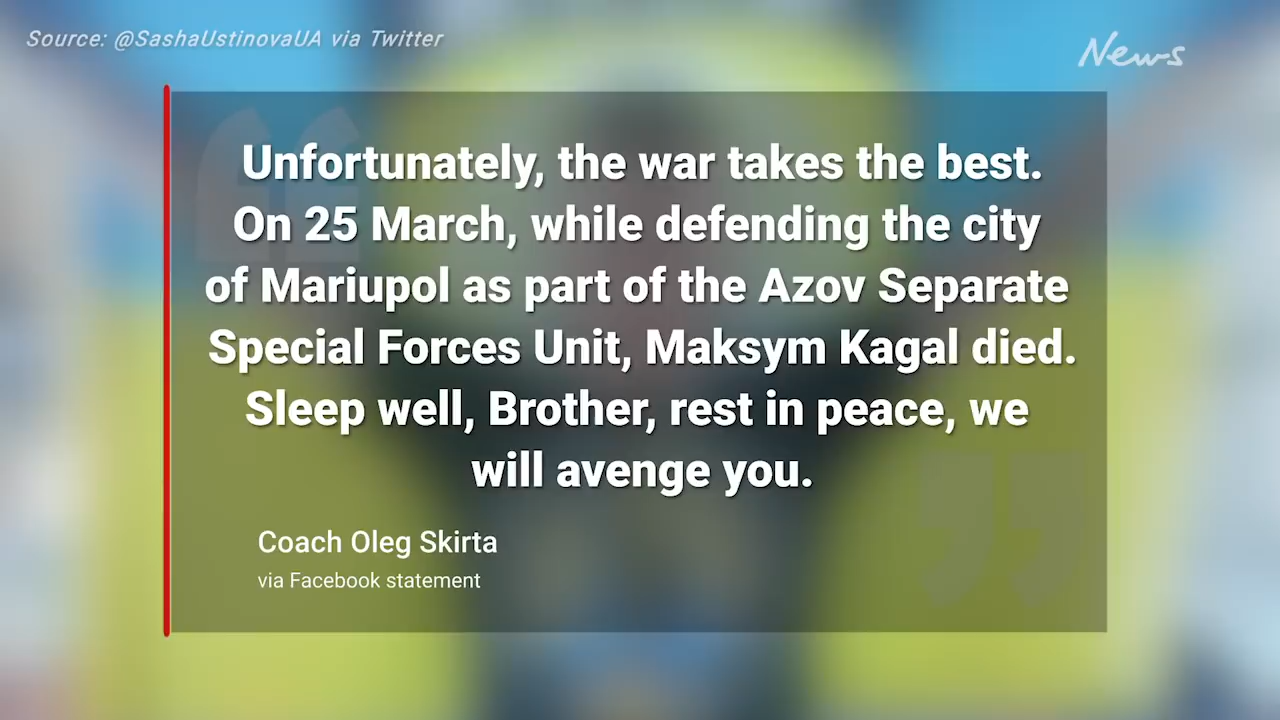 Source: @SashaUstinovaUA via Twitter
News
Unfortunately, the war takes the best.
On 25 March, while defending the city
of Mariupol as part of the Azov Separate
Special Forces Unit, Maksym Kagal died.
Sleep well, Brother, rest in peace, we
will avenge you.
Coach Oleg Skirta
via Facebook statement